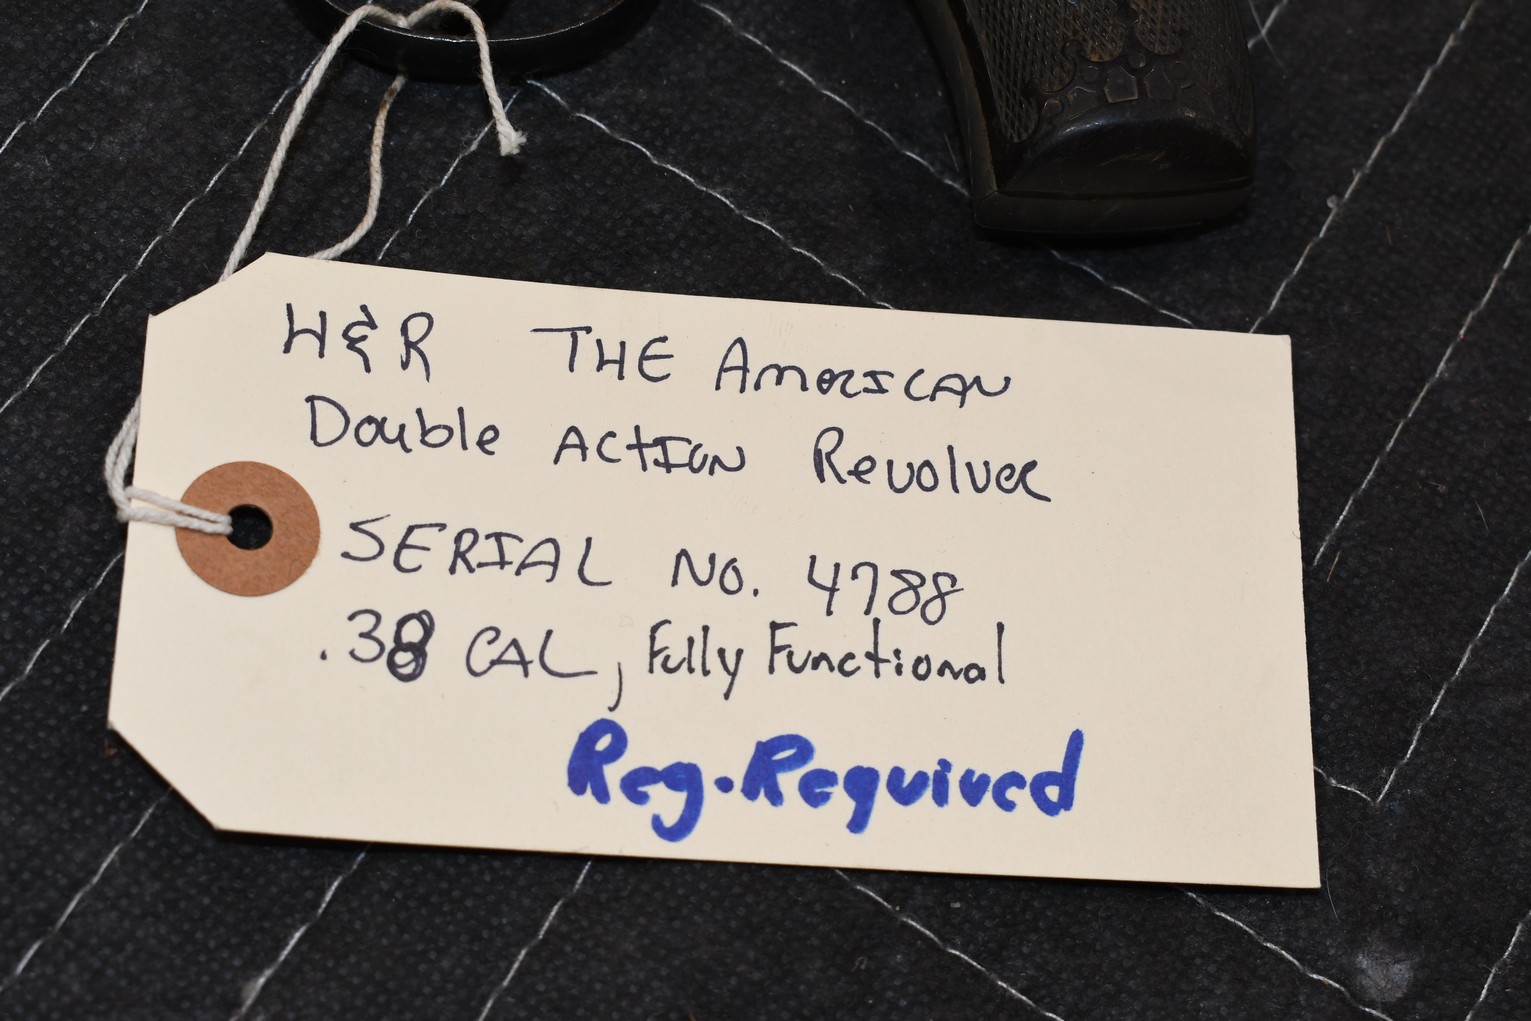 H&R THE AMERICAN
Double ACTION Revolver
SERIAL No. 4788
.38 CAL, Fully Functional
Reg. Required